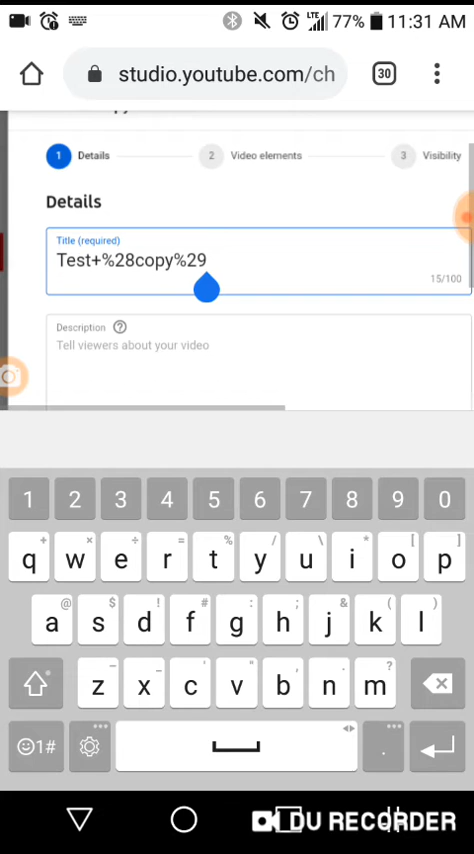 LTE 77% 11:31 AM
studio.youtube.com/ch 30
1 Details 2 Video elements 3 Visibility
Details
Title (required)
Test+%28copy%29
15/100
Description ?
Tell viewers about your video
1 2 3 4 5 6 7 8 9 0
+ × ÷ = % / \ * [ ]
q w e r t y u i o p
@ $ ! # : ; & ( )
a s d f g h j k l
– _ ' " , . ?
z x c v b n m
1# .
DU RECORDER